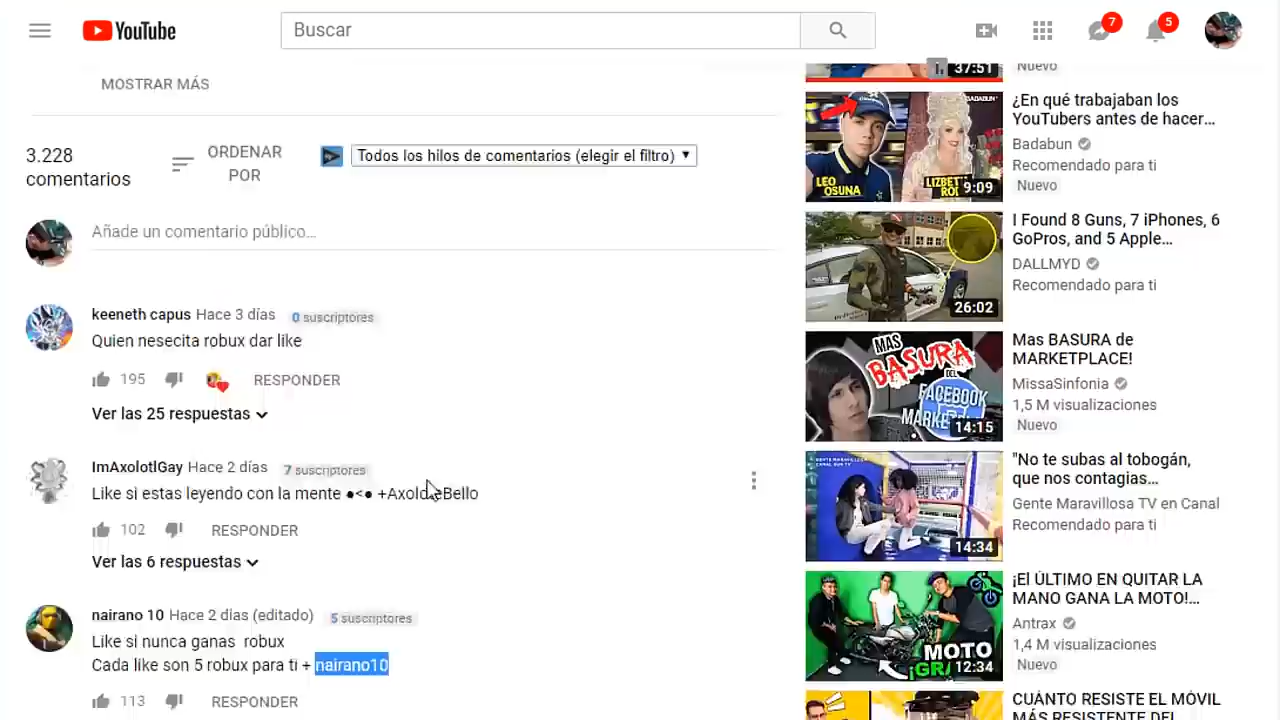 YouTube
Buscar
7
5
MOSTRAR MÁS
3.228
comentarios
ORDENAR
POR
Todos los hilos de comentarios (elegir el filtro) ▼
Añade un comentario público...
keeneth capus Hace 3 días 0 suscriptores
Quien nesecita robux dar like
195
RESPONDER
Ver las 25 respuestas
ImAxolotlGay Hace 2 días 7 suscriptores
Like si estas leyendo con la mente
102
RESPONDER
Ver las 6 respuestas
nairano 10 Hace 2 días (editado) 5 suscriptores
Like si nunca ganas robux
Cada like son 5 robux para ti + nairano10
113
RESPONDER
37:51
Nuevo
LEO
OSUNA
9:09
¿En qué trabajaban los
YouTubers antes de hacer...
Badabun
Recomendado para ti
Nuevo
26:02
I Found 8 Guns, 7 iPhones, 6
GoPros, and 5 Apple...
DALLMYD
Recomendado para ti
MAS
BASURA
DEL
FACEBOOK
14:15
Mas BASURA de
MARKETPLACE!
MissaSinfonia
1,5 M visualizaciones
Nuevo
14:34
"No te subas al tobogán,
que nos contagias...
Gente Maravillosa TV en Canal
Recomendado para ti
MOTO
12:34
¡El ÚLTIMO EN QUITAR LA
MANO GANA LA MOTO!...
Antrax
1,4 M visualizaciones
Nuevo
CUÁNTO RESISTE EL MÓVIL
MÁS RESISTENTE DEL